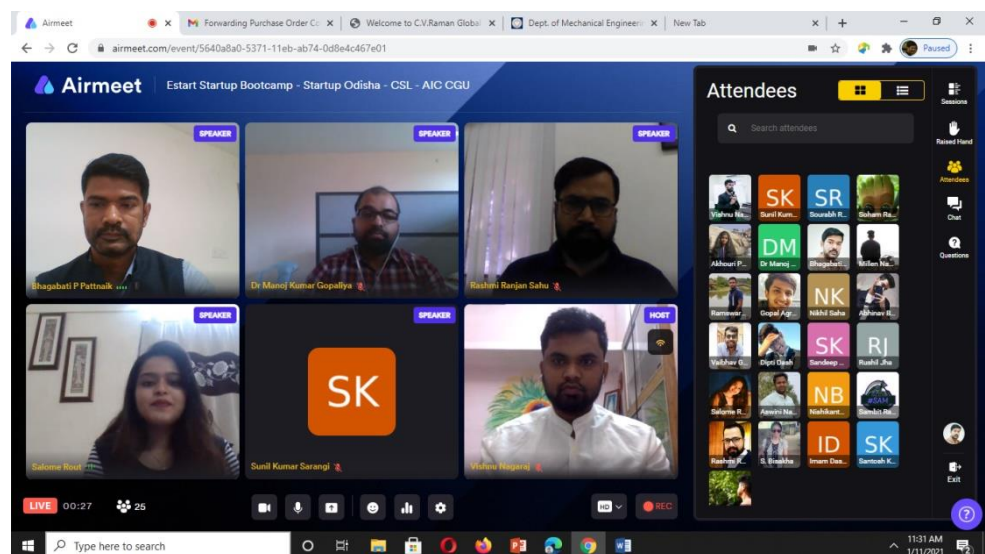 Airmeet
Forwarding Purchase Order Co
Welcome to C.V.Raman Global
Dept. of Mechanical Engineerin
New Tab
airmeet.com/event/5640a8a0-5371-11eb-ab74-0d8e4c467e01
Paused
Airmeet
Estart Startup Bootcamp - Startup Odisha - CSL - AIC CGU
SPEAKER
SPEAKER
SPEAKER
Bhagabati P Pattnaik
Dr Manoj Kumar Gopaliya
Rashmi Ranjan Sahu
SPEAKER
SPEAKER
HOST
SK
Salome Rout
Sunil Kumar Sarangi
Vishnu Nagaraj
LIVE 00:27 25
HD
REC
Attendees
Search attendees
SK SR
Vishnu Na... Sunil Kum... Sourabh R... Soham Ra...
DM
Akhouri P... Dr Manoj ... Bhagabati... Millen Na...
NK
Ramswar... Gopal Agr... Nikhil Saha Abhinav B...
SK RJ
Vaibhav G... Dipti Dash Sandeep ... Rushil Jha
NB #SAM
Salome R... Aswini Na... Nishikant... Sambit Ra...
ID SK
Rashmi R... S. Bisakha Imam Das... Santosh K...
Sessions
Raised Hand
Attendees
Chat
Questions
Exit
Type here to search
11:31 AM
1/11/2021